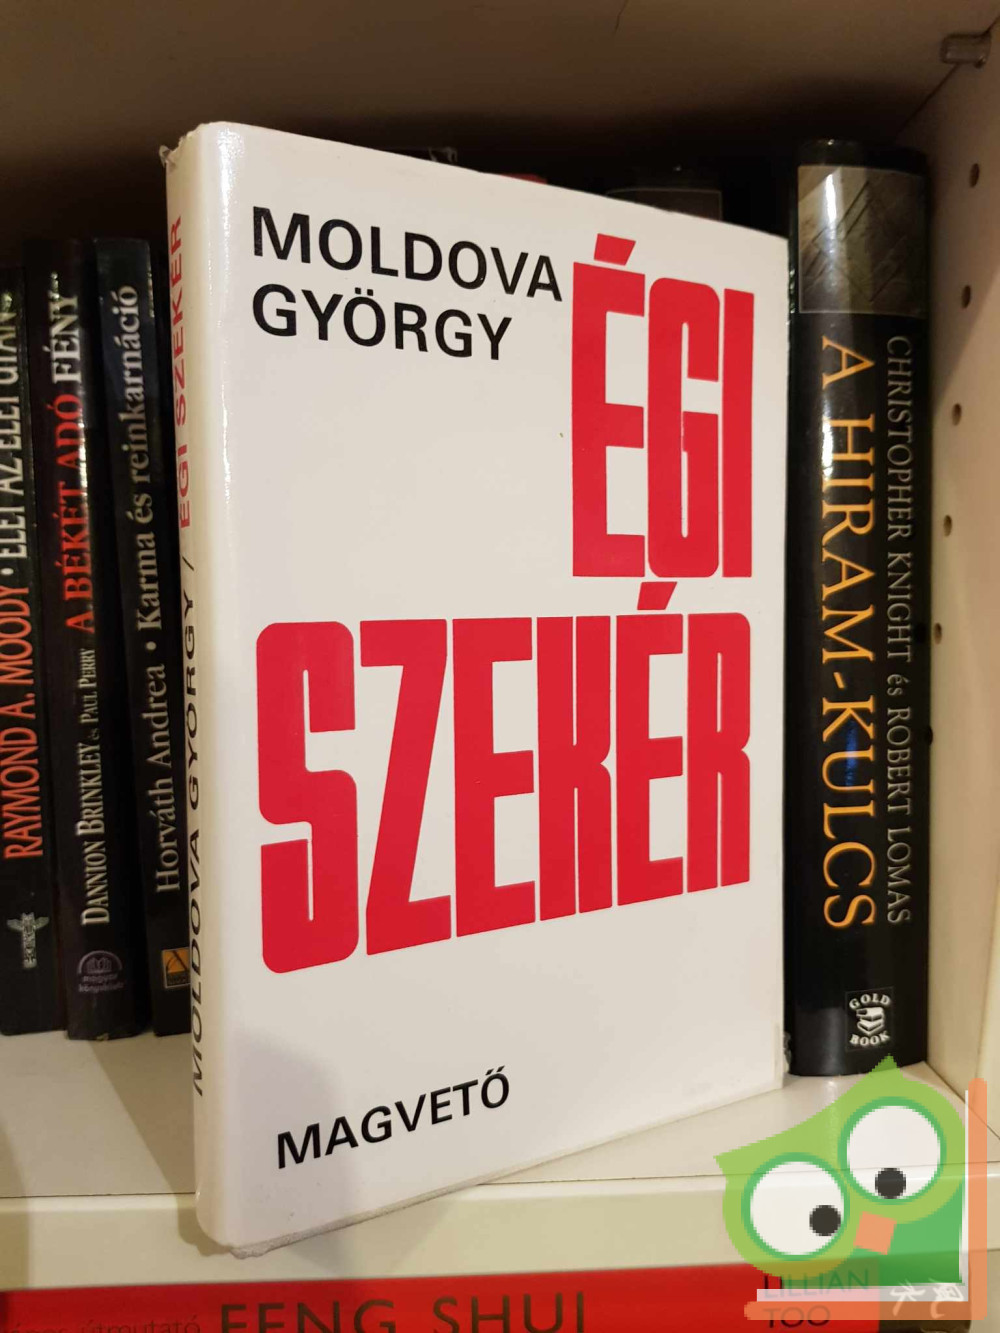 MOLDOVA
GYÖRGY
ÉGI
SZEKÉR
MAGVETŐ
MOLDOVA GYÖRGY / ÉGI SZEKÉR
RAYMOND A. MOODY • ÉLET AZ ÉLET UTÁN
DANNION BRINKLEY és PAUL PERRY
A BÉKÉT ADÓ FÉNY
Horváth Andrea • Karma és reinkarnáció
CHRISTOPHER KNIGHT és ROBERT LOMAS
A HIRAM-KULCS
GOLD
BOOK
útmutató
FENG SHUI
LILLIAN
TOO